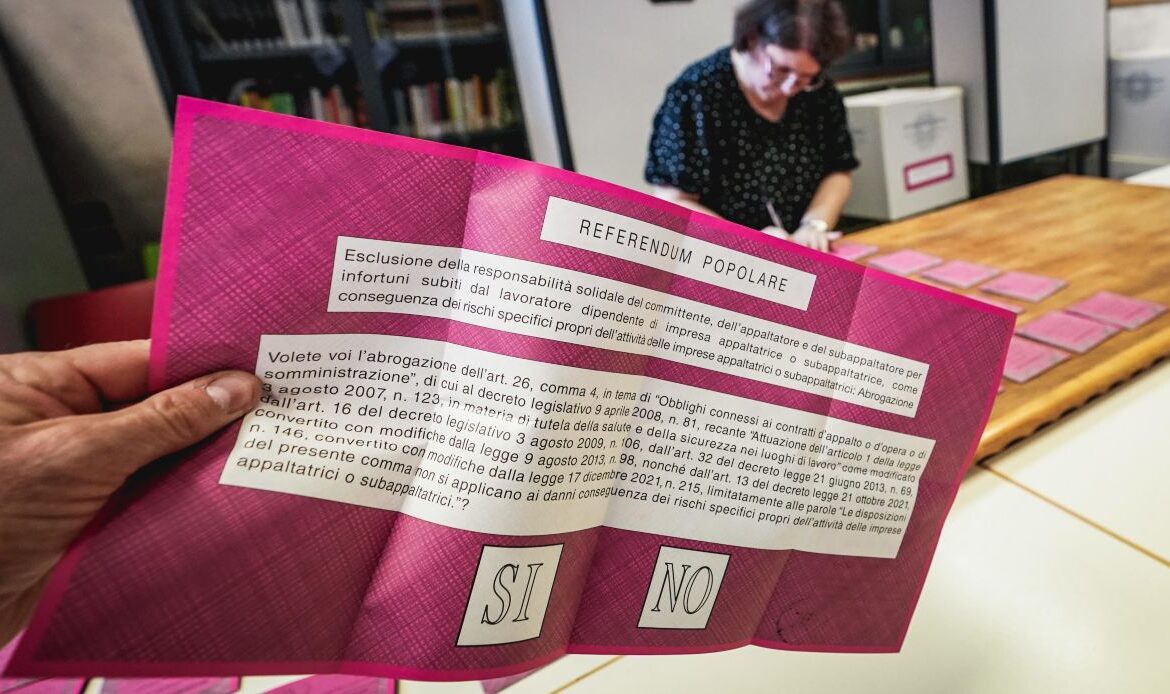 REFERENDUM POPOLARE
Esclusione della responsabilità solidale del committente, dell'appaltatore e del subappaltatore per
infortuni subiti dal lavoratore dipendente di impresa appaltatrice o subappaltatrice, come
conseguenza dei rischi specifici propri dell'attività delle imprese appaltatrici o subappaltatrici: Abrogazione
Volete voi l'abrogazione dell'art. 26, comma 4, in tema di "Obblighi connessi ai contratti d'appalto o d'opera o di
somministrazione", di cui al decreto legislativo 9 aprile 2008, n. 81, recante "Attuazione dell'articolo 1 della legge
3 agosto 2007, n. 123, in materia di tutela della salute e della sicurezza nei luoghi di lavoro" come modificato
dall'art. 16 del decreto legislativo 3 agosto 2009, n. 106, dall'art. 32 del decreto legge 21 giugno 2013, n. 69,
convertito con modifiche dalla legge 9 agosto 2013, n. 98, nonché dall'art. 13 del decreto legge 21 ottobre 2021,
n. 146, convertito con modifiche dalla legge 17 dicembre 2021, n. 215, limitatamente alle parole "Le disposizioni
del presente comma non si applicano ai danni conseguenza dei rischi specifici propri dell'attività delle imprese
appaltatrici o subappaltatrici."?
SI NO